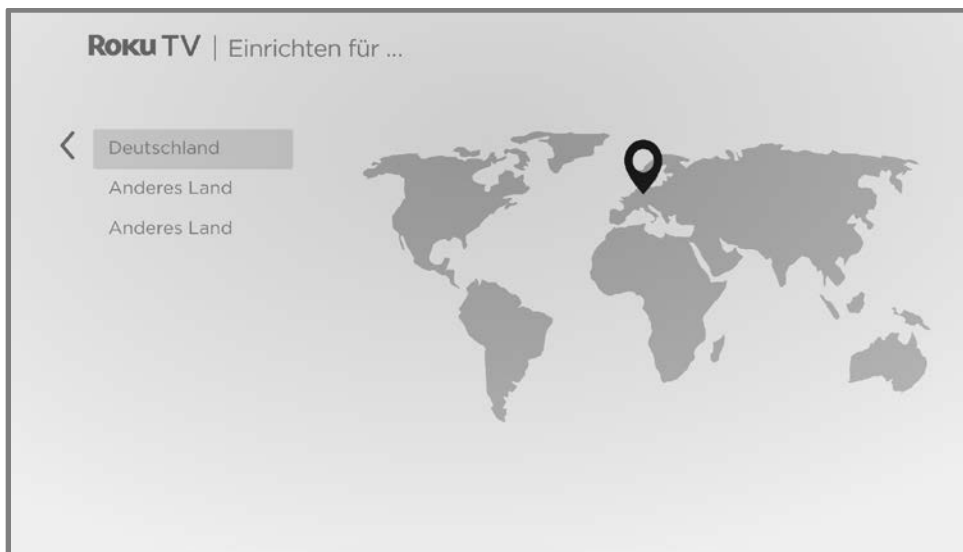 Roku TV | Einrichten für ...
Deutschland
Anderes Land
Anderes Land